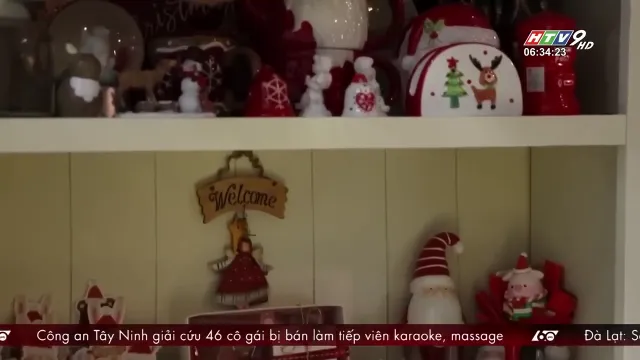 HTV9 HD
06:34:23
Welcome
Công an Tây Ninh giải cứu 46 cô gái bị bán làm tiếp viên karaoke, massage
Đà Lạt: